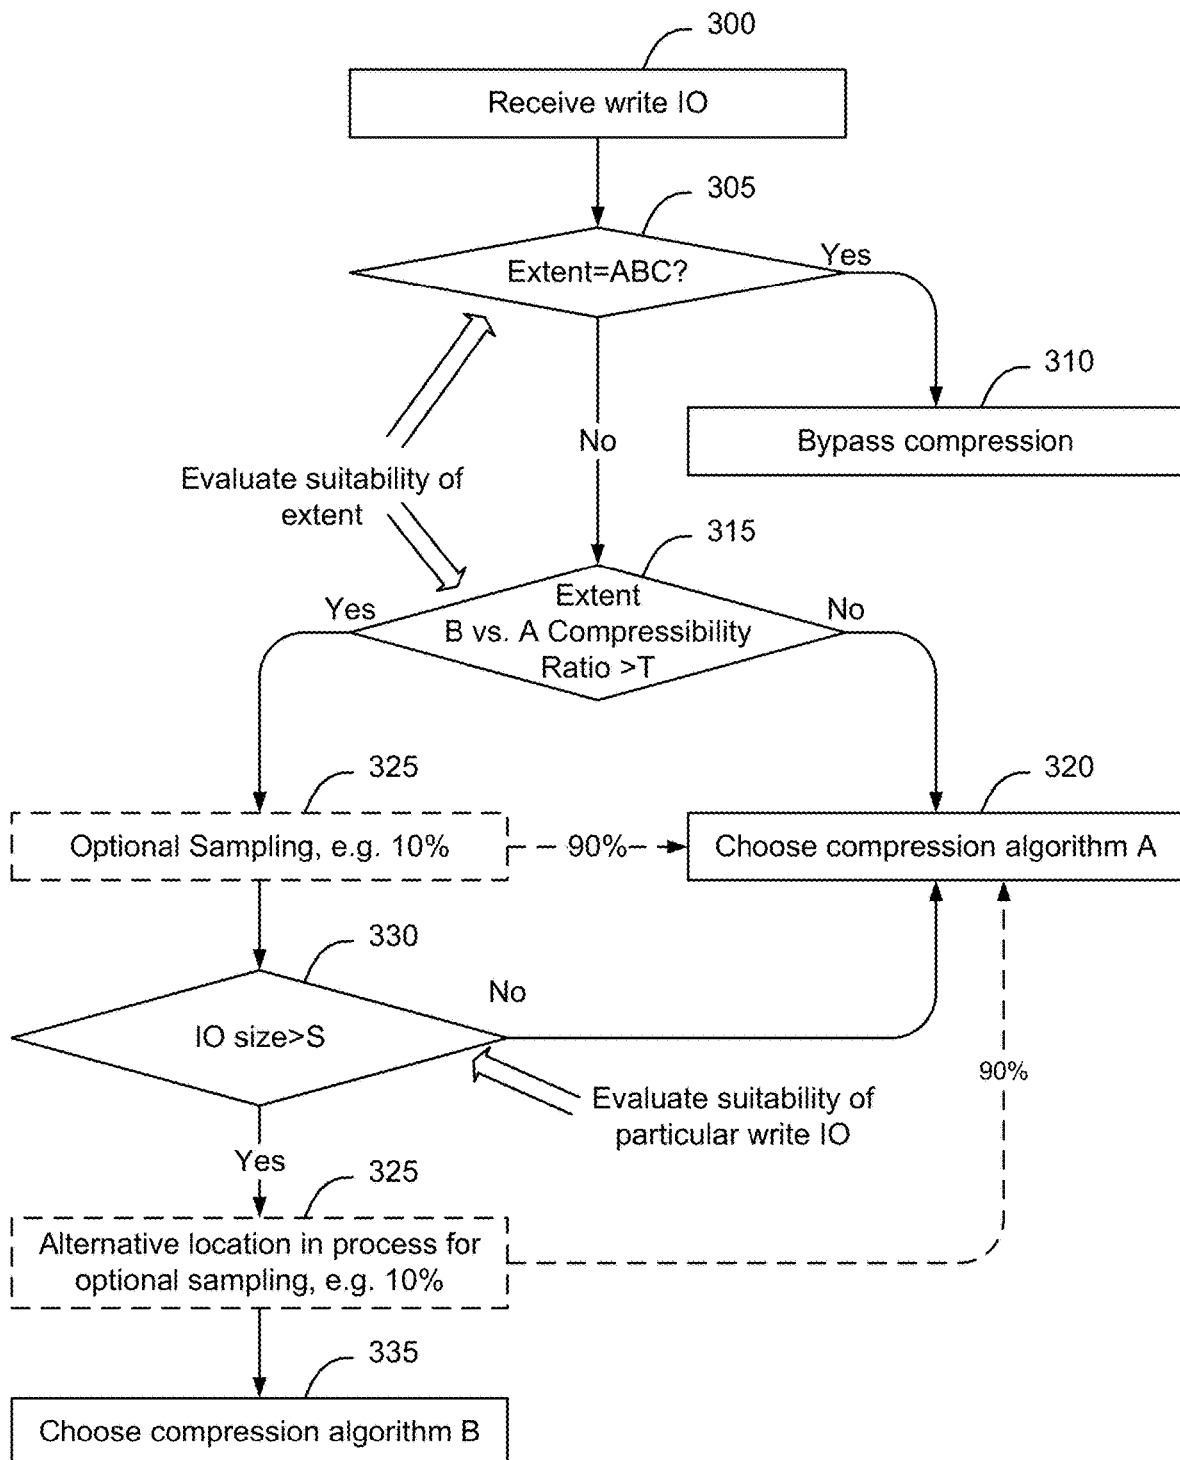 300
Receive write IO
305
Extent=ABC?
Yes
310
Bypass compression
No
Evaluate suitability of
extent
315
Extent
B vs. A Compressibility
Ratio >T
Yes
No
325
Optional Sampling, e.g. 10%
90%
320
Choose compression algorithm A
330
IO size>S
No
Evaluate suitability of
particular write IO
90%
Yes
325
Alternative location in process for
optional sampling, e.g. 10%
335
Choose compression algorithm B